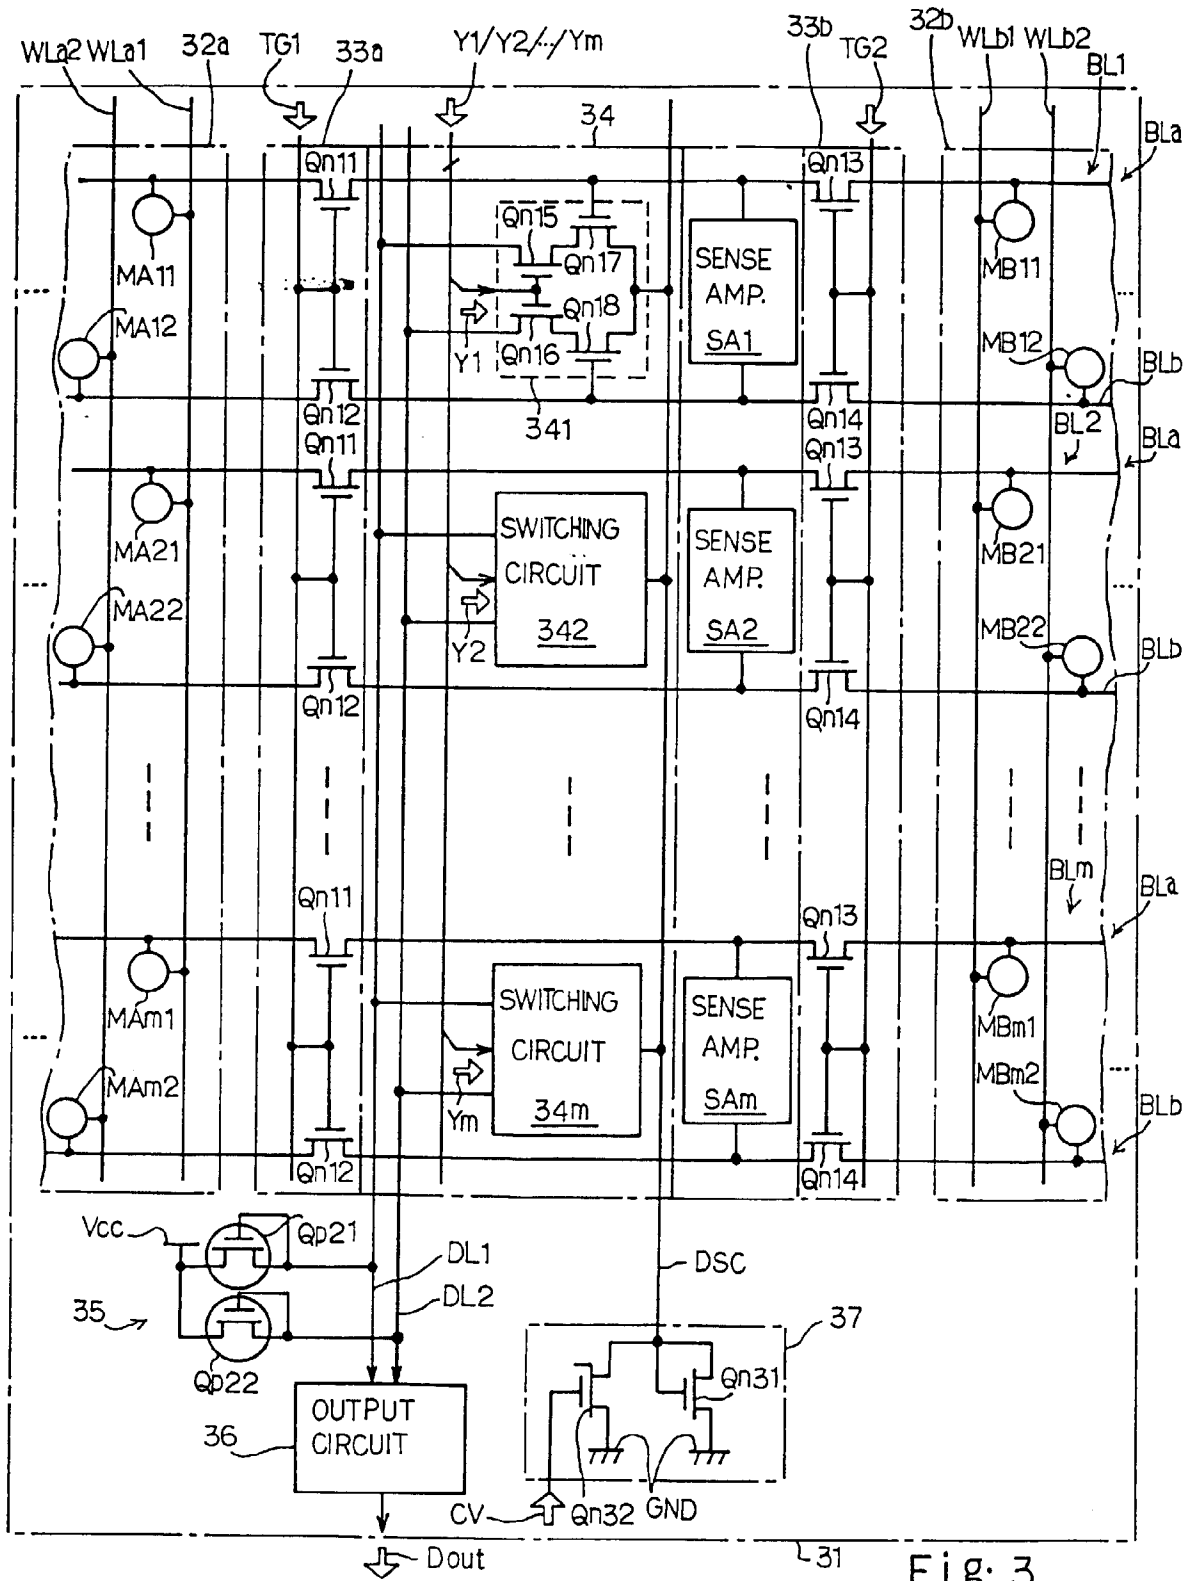 WLa2 WLa1 32a TG1 33a Y1/Y2/.../Ym 33b TG2 32b WLb1 WLb2
BL1
34
BLa
Qn11
Qn13
Qn15
Qn17
MA11
SENSE
AMP.
SA1
MB11
...
...
MA12
Qn18
Y1
Qn16
MB12
BLb
Qn12
341
Qn14
BL2
Qn11
Qn13
BLa
MA21
SWITCHING
CIRCUIT
342
SENSE
AMP.
SA2
MB21
...
...
MA22
Y2
MB22
BLb
Qn12
Qn14
BLm
Qn11
Qn13
BLa
MAm1
SWITCHING
CIRCUIT
34m
SENSE
AMP.
SAm
MBm1
...
...
MAm2
Ym
MBm2
BLb
Qn12
Qn14
Vcc
Qp21
DL1
DSC
DL2
35
37
Qn31
Qp22
OUTPUT
CIRCUIT
36
CV
Qn32
GND
Dout
31
Fig. 3